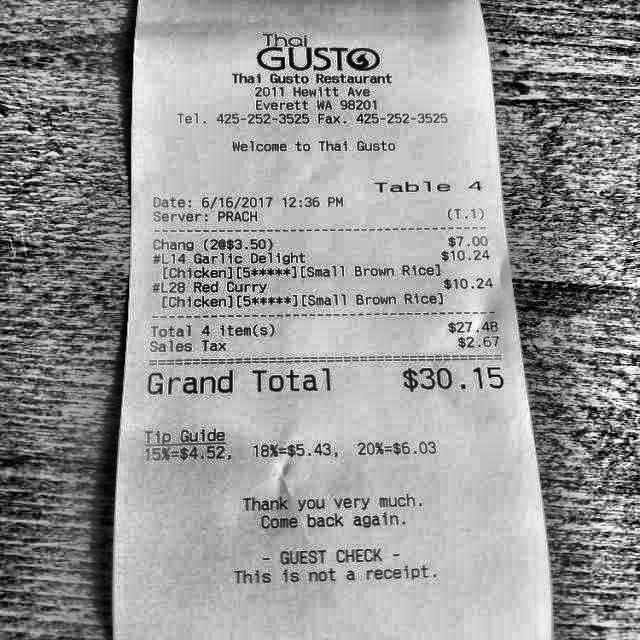 Thai
GUSTO
Thai Gusto Restaurant
2011 Hewitt Ave
Everett WA 98201
Tel. 425-252-3525 Fax. 425-252-3525
Welcome to Thai Gusto
Table 4
Date: 6/16/2017 12:36 PM
Server: PRACH (T.1)
Chang (2@$3.50) $7.00
#L14 Garlic Delight $10.24
[Chicken][5*****][Small Brown Rice]
#L28 Red Curry $10.24
[Chicken][5*****][Small Brown Rice]
Total 4 item(s) $27.48
Sales Tax $2.67
Grand Total $30.15
Tip Guide
15%=$4.52, 18%=$5.43, 20%=$6.03
Thank you very much.
Come back again.
- GUEST CHECK -
This is not a receipt.